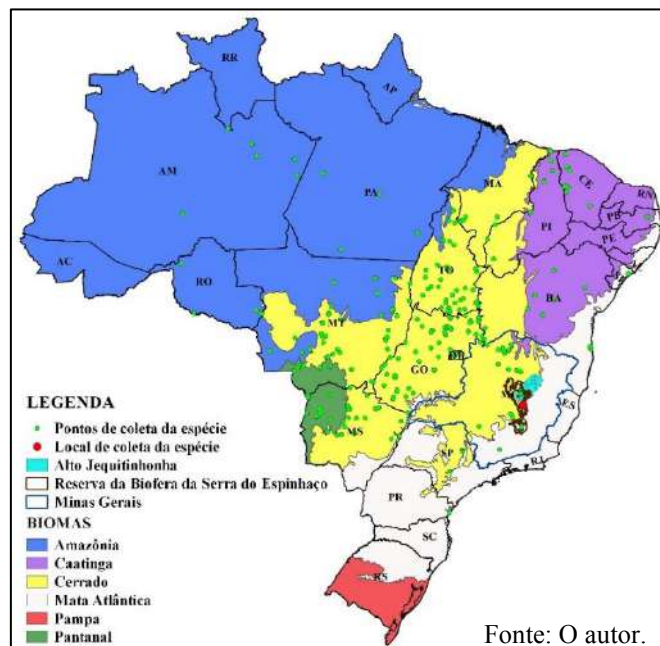 RR
AP
AM
PA
MA
CE
RN
PB
PE
PI
AC
TO
RO
BA
MT
DF
GO
LEGENDA
Pontos de coleta da espécie
MS
ES
Local de coleta da espécie
SP
Alto Jequitinhonha
RJ
Reserva da Biofera da Serra do Espinhaço
PR
Minas Gerais
BIOMAS
SC
Amazônia
Caatinga
RS
Cerrado
Mata Atlântica
Pampa
Pantanal
Fonte: O autor.